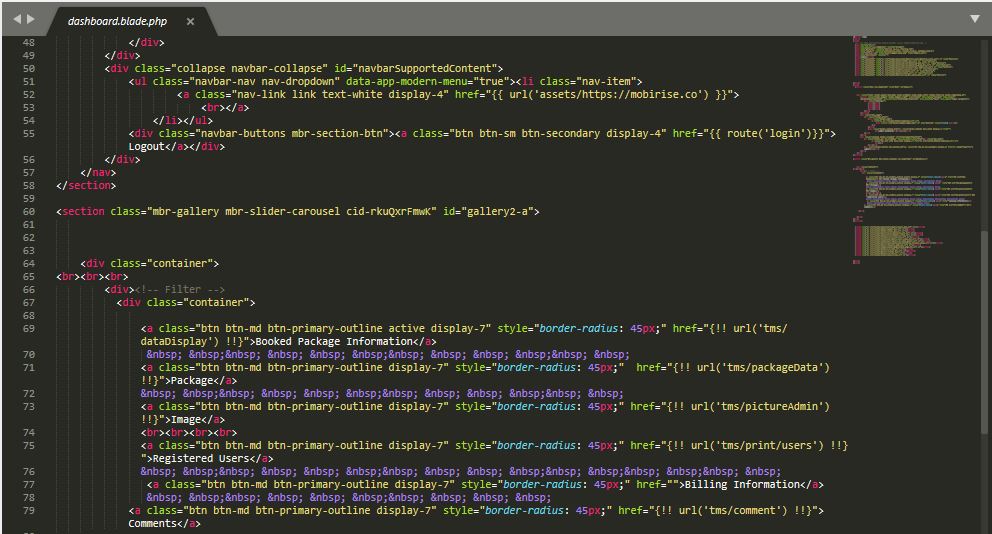 dashboard.blade.php ×
48 </div>
49 </div>
50 <div class="collapse navbar-collapse" id="navbarSupportedContent">
51 <ul class="navbar-nav nav-dropdown" data-app-modern-menu="true"><li class="nav-item">
52 <a class="nav-link link text-white display-4" href="{{ url('assets/https://mobirise.co') }}">
53 <br></a>
54 </li></ul>
55 <div class="navbar-buttons mbr-section-btn"><a class="btn btn-sm btn-secondary display-4" href="{{ route('login')}}">
Logout</a></div>
56 </div>
57 </nav>
58 </section>
59
60 <section class="mbr-gallery mbr-slider-carousel cid-rkuQxrFmwK" id="gallery2-a">
61
62
63
64 <div class="container">
65 <br><br><br>
66 <div><!-- Filter -->
67 <div class="container">
68
69 <a class="btn btn-md btn-primary-outline active display-7" style="border-radius: 45px;" href="{!! url('tms/
dataDisplay') !!}">Booked Package Information</a>
70 &nbsp; &nbsp;&nbsp; &nbsp; &nbsp; &nbsp;&nbsp; &nbsp; &nbsp; &nbsp; &nbsp;&nbsp; &nbsp;
71 <a class="btn btn-md btn-primary-outline display-7" style="border-radius: 45px;" href="{!! url('tms/packageData')
!!}">Package</a>
72 &nbsp; &nbsp;&nbsp; &nbsp; &nbsp; &nbsp;&nbsp; &nbsp; &nbsp; &nbsp; &nbsp;&nbsp; &nbsp;
73 <a class="btn btn-md btn-primary-outline display-7" style="border-radius: 45px;" href="{!! url('tms/pictureAdmin')
!!}">Image</a>
74 <br><br><br><br>
75 <a class="btn btn-md btn-primary-outline display-7" style="border-radius: 45px;" href="{!! url('tms/print/users') !!}
">Registered Users</a>
76 &nbsp; &nbsp;&nbsp; &nbsp; &nbsp; &nbsp;&nbsp; &nbsp; &nbsp; &nbsp; &nbsp;&nbsp;&nbsp; &nbsp;&nbsp; &nbsp;
77 <a class="btn btn-md btn-primary-outline display-7" style="border-radius: 45px;" href="">Billing Information</a>
78 &nbsp; &nbsp;&nbsp; &nbsp; &nbsp; &nbsp;&nbsp; &nbsp; &nbsp; &nbsp; &nbsp;
79 <a class="btn btn-md btn-primary-outline display-7" style="border-radius: 45px;" href="{!! url('tms/comment') !!}">
Comments</a>